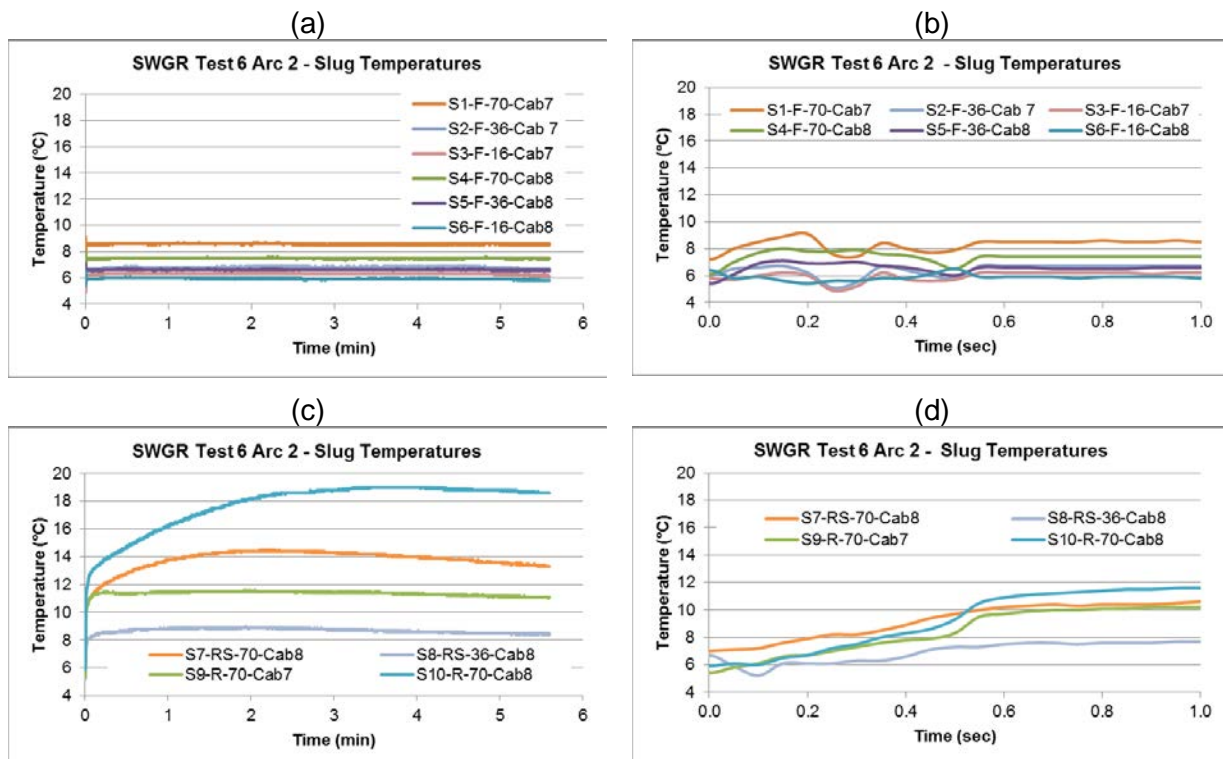 (a)
SWGR Test 6 Arc 2 - Slug Temperatures
Temperature (°C)
20
18
16
14
12
10
8
6
4
S1-F-70-Cab7
S2-F-36-Cab 7
S3-F-16-Cab7
S4-F-70-Cab8
S5-F-36-Cab8
S6-F-16-Cab8
0 1 2 3 4 5 6
Time (min)
(b)
SWGR Test 6 Arc 2 - Slug Temperatures
Temperature (°C)
20
18
16
14
12
10
8
6
4
S1-F-70-Cab7 S2-F-36-Cab 7 S3-F-16-Cab7
S4-F-70-Cab8 S5-F-36-Cab8 S6-F-16-Cab8
0.0 0.2 0.4 0.6 0.8 1.0
Time (sec)
(c)
SWGR Test 6 Arc 2 - Slug Temperatures
Temperature (°C)
20
18
16
14
12
10
8
6
4
S7-RS-70-Cab8 S8-RS-36-Cab8
S9-R-70-Cab7 S10-R-70-Cab8
0 1 2 3 4 5 6
Time (min)
(d)
SWGR Test 6 Arc 2 - Slug Temperatures
Temperature (°C)
20
18
16
14
12
10
8
6
4
S7-RS-70-Cab8 S8-RS-36-Cab8
S9-R-70-Cab7 S10-R-70-Cab8
0.0 0.2 0.4 0.6 0.8 1.0
Time (sec)